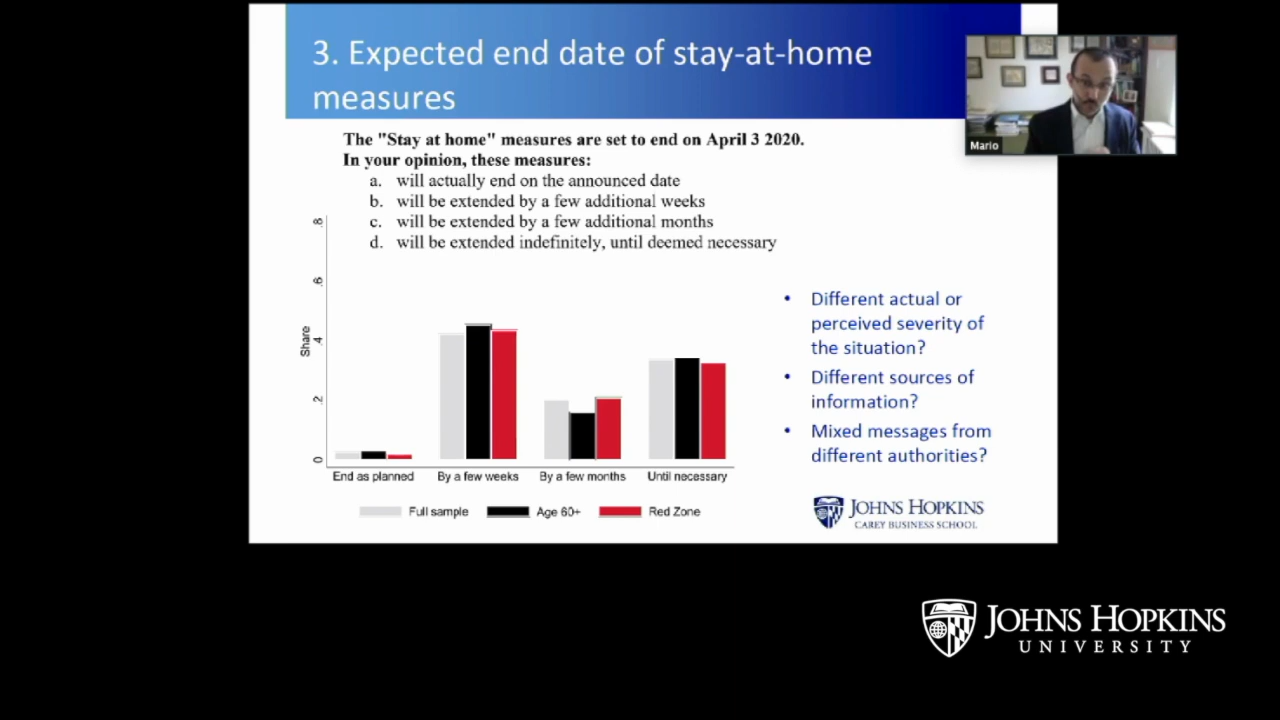 3. Expected end date of stay-at-home
measures
Mario
The "Stay at home" measures are set to end on April 3 2020.
In your opinion, these measures:
a. will actually end on the announced date
b. will be extended by a few additional weeks
c. will be extended by a few additional months
d. will be extended indefinitely, until deemed necessary
Share
.8
.6
.4
.2
0
End as planned
By a few weeks
By a few months
Until necessary
Full sample
Age 60+
Red Zone
• Different actual or
perceived severity of
the situation?
• Different sources of
information?
• Mixed messages from
different authorities?
JOHNS HOPKINS
CAREY BUSINESS SCHOOL
JOHNS HOPKINS
UNIVERSITY